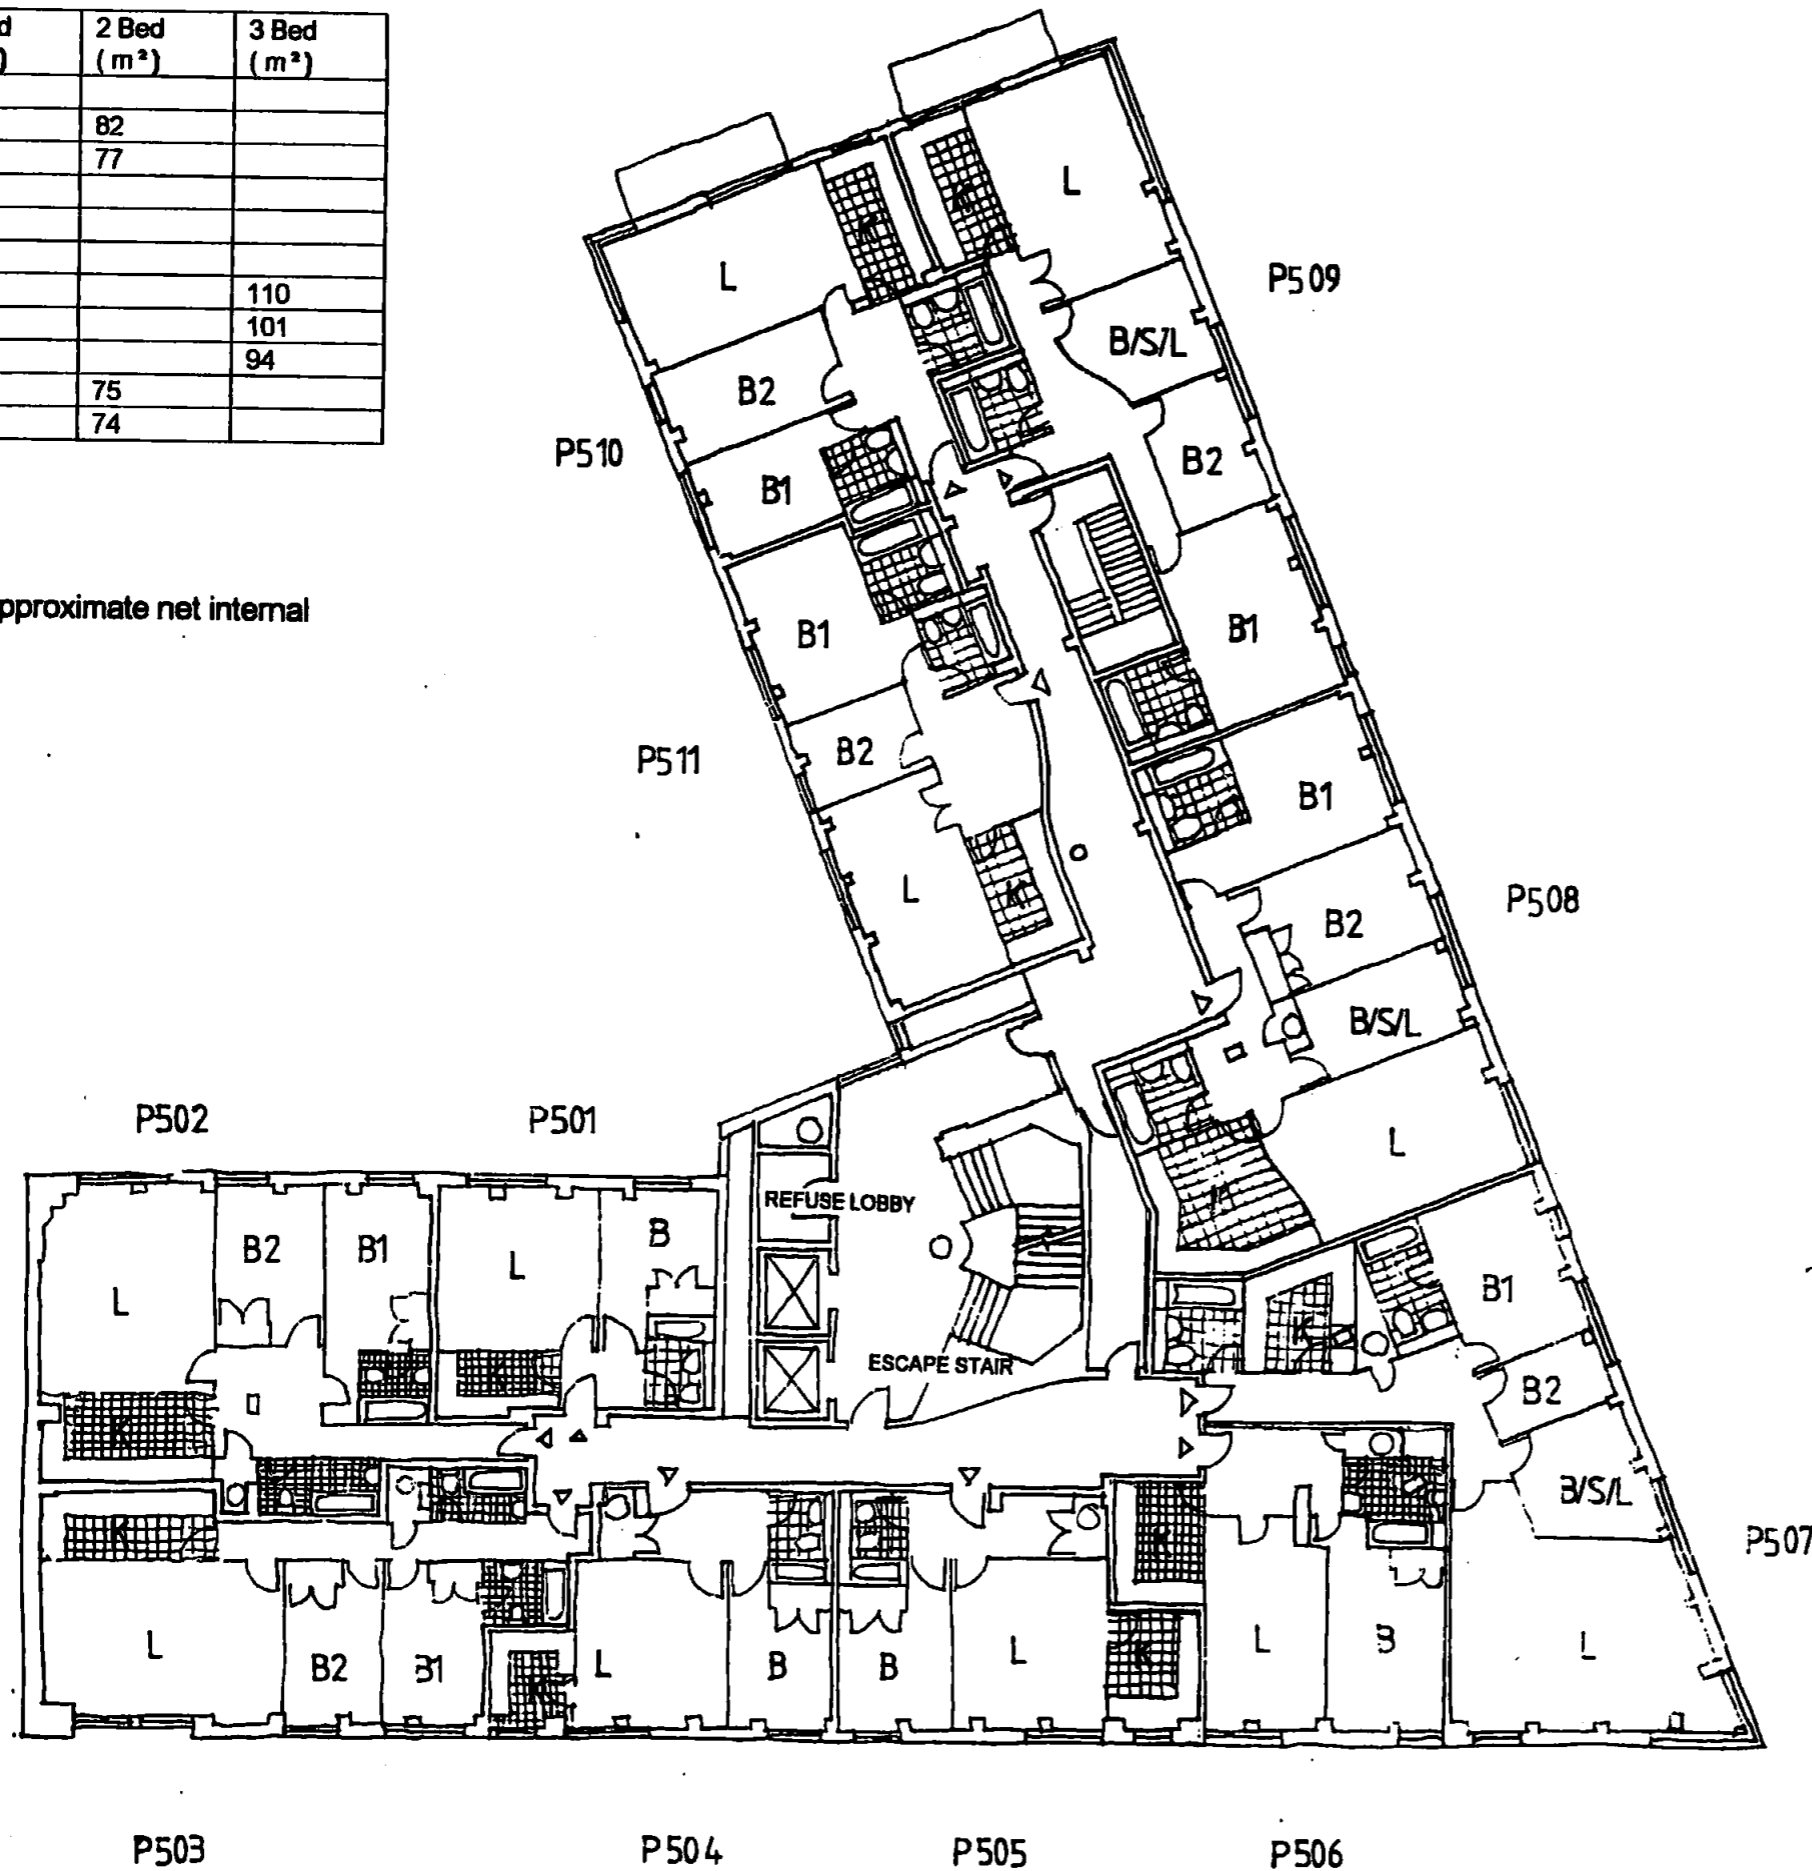 2 Bed 3 Bed
(m²) (m²)
82
77
110
101
94
75
74
pproximate net internal
L
K
K
L
P509
B/S/L
B2
B2
P510
B1
B1
B1
P511
B2
B1
L
K
B2
P508
B/S/L
L
K
P502
P501
REFUSE LOBBY
B2
B1
L
B
L
B1
K
ESCAPE STAIR
K
B2
K
B/S/L
K
K
P507
L
B2
B1
L
K
B
B
L
K
L
B
L
P503
P504
P505
P506